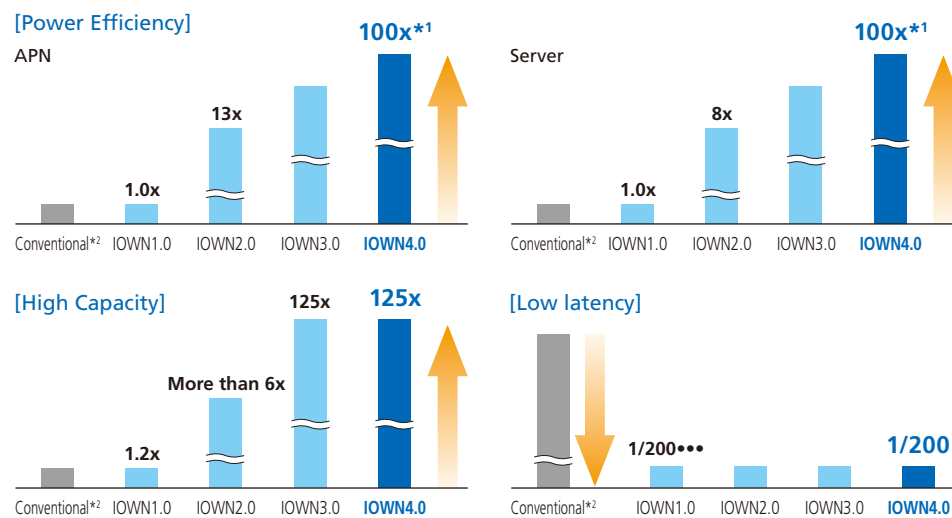 [Power Efficiency]
APN
100x*1
13x
1.0x
Conventional*2 IOWN1.0 IOWN2.0 IOWN3.0 IOWN4.0
Server
100x*1
8x
1.0x
Conventional*2 IOWN1.0 IOWN2.0 IOWN3.0 IOWN4.0
[High Capacity]
125x
125x
More than 6x
1.2x
Conventional*2 IOWN1.0 IOWN2.0 IOWN3.0 IOWN4.0
[Low latency]
1/200•••
1/200
Conventional*2 IOWN1.0 IOWN2.0 IOWN3.0 IOWN4.0